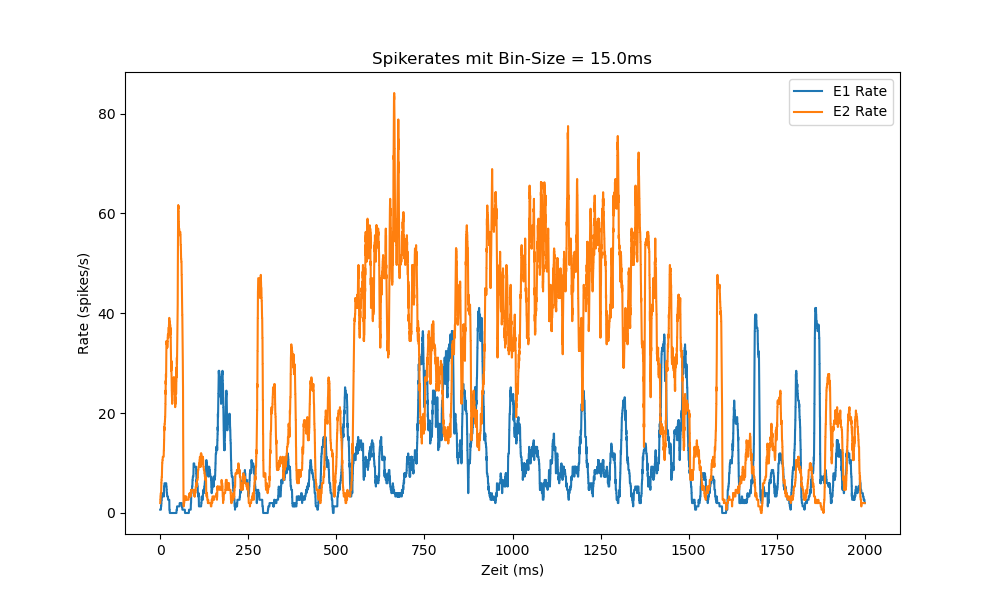 Spikerates mit Bin-Size = 15.0ms
E1 Rate
E2 Rate
Rate (spikes/s)
80
60
40
20
0
0 250 500 750 1000 1250 1500 1750 2000
Zeit (ms)